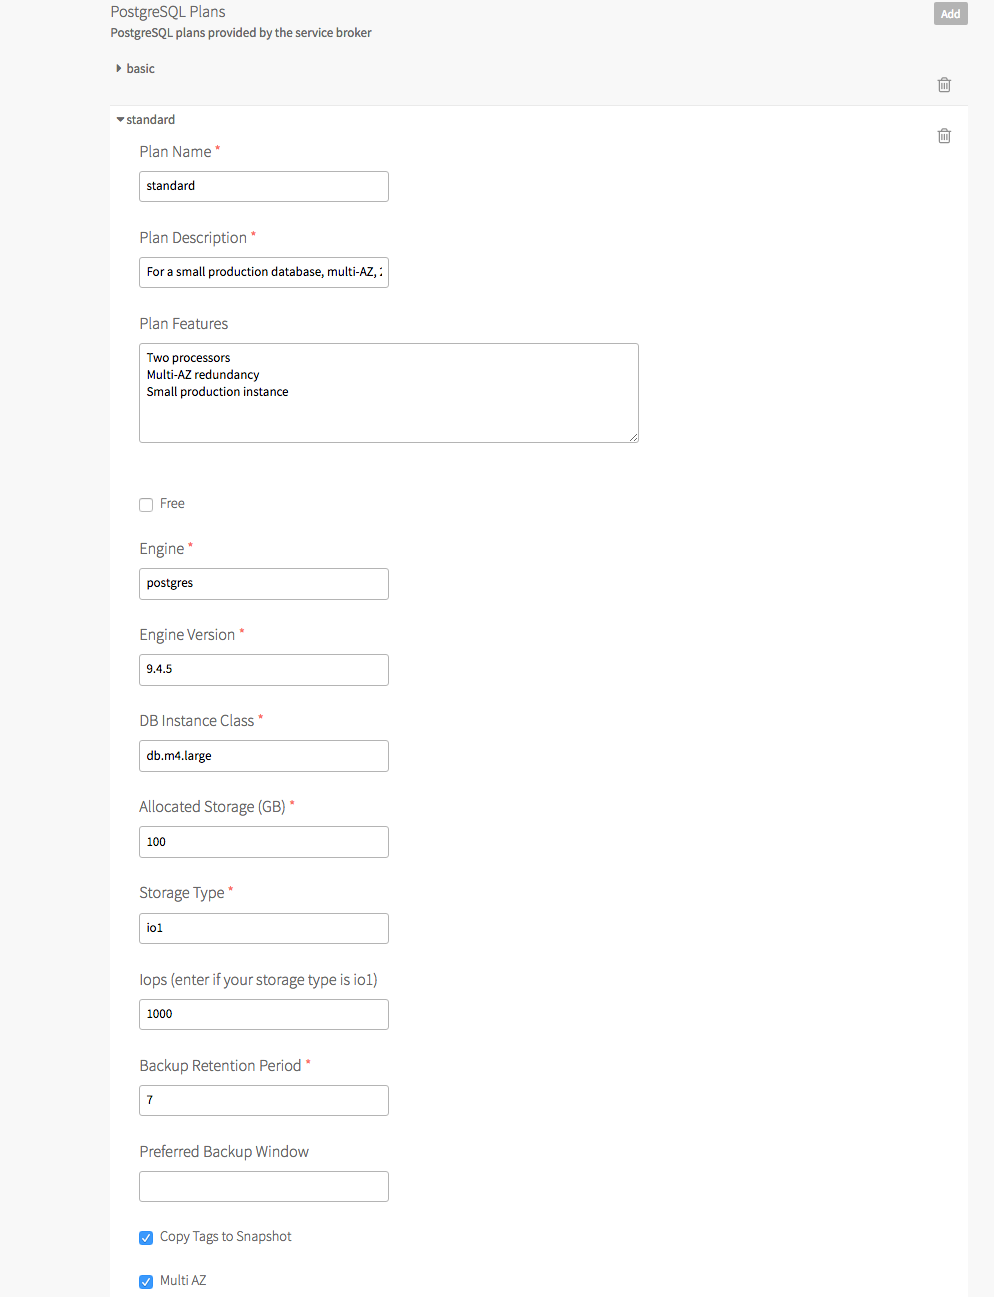 PostgreSQL Plans
Add
PostgreSQL plans provided by the service broker
basic
standard
Plan Name *
standard
Plan Description *
For a small production database, multi-AZ,
Plan Features
Two processors
Multi-AZ redundancy
Small production instance
Free
Engine *
postgres
Engine Version *
9.4.5
DB Instance Class *
db.m4.large
Allocated Storage (GB) *
100
Storage Type *
io1
Iops (enter if your storage type is io1)
1000
Backup Retention Period *
7
Preferred Backup Window
Copy Tags to Snapshot
Multi AZ